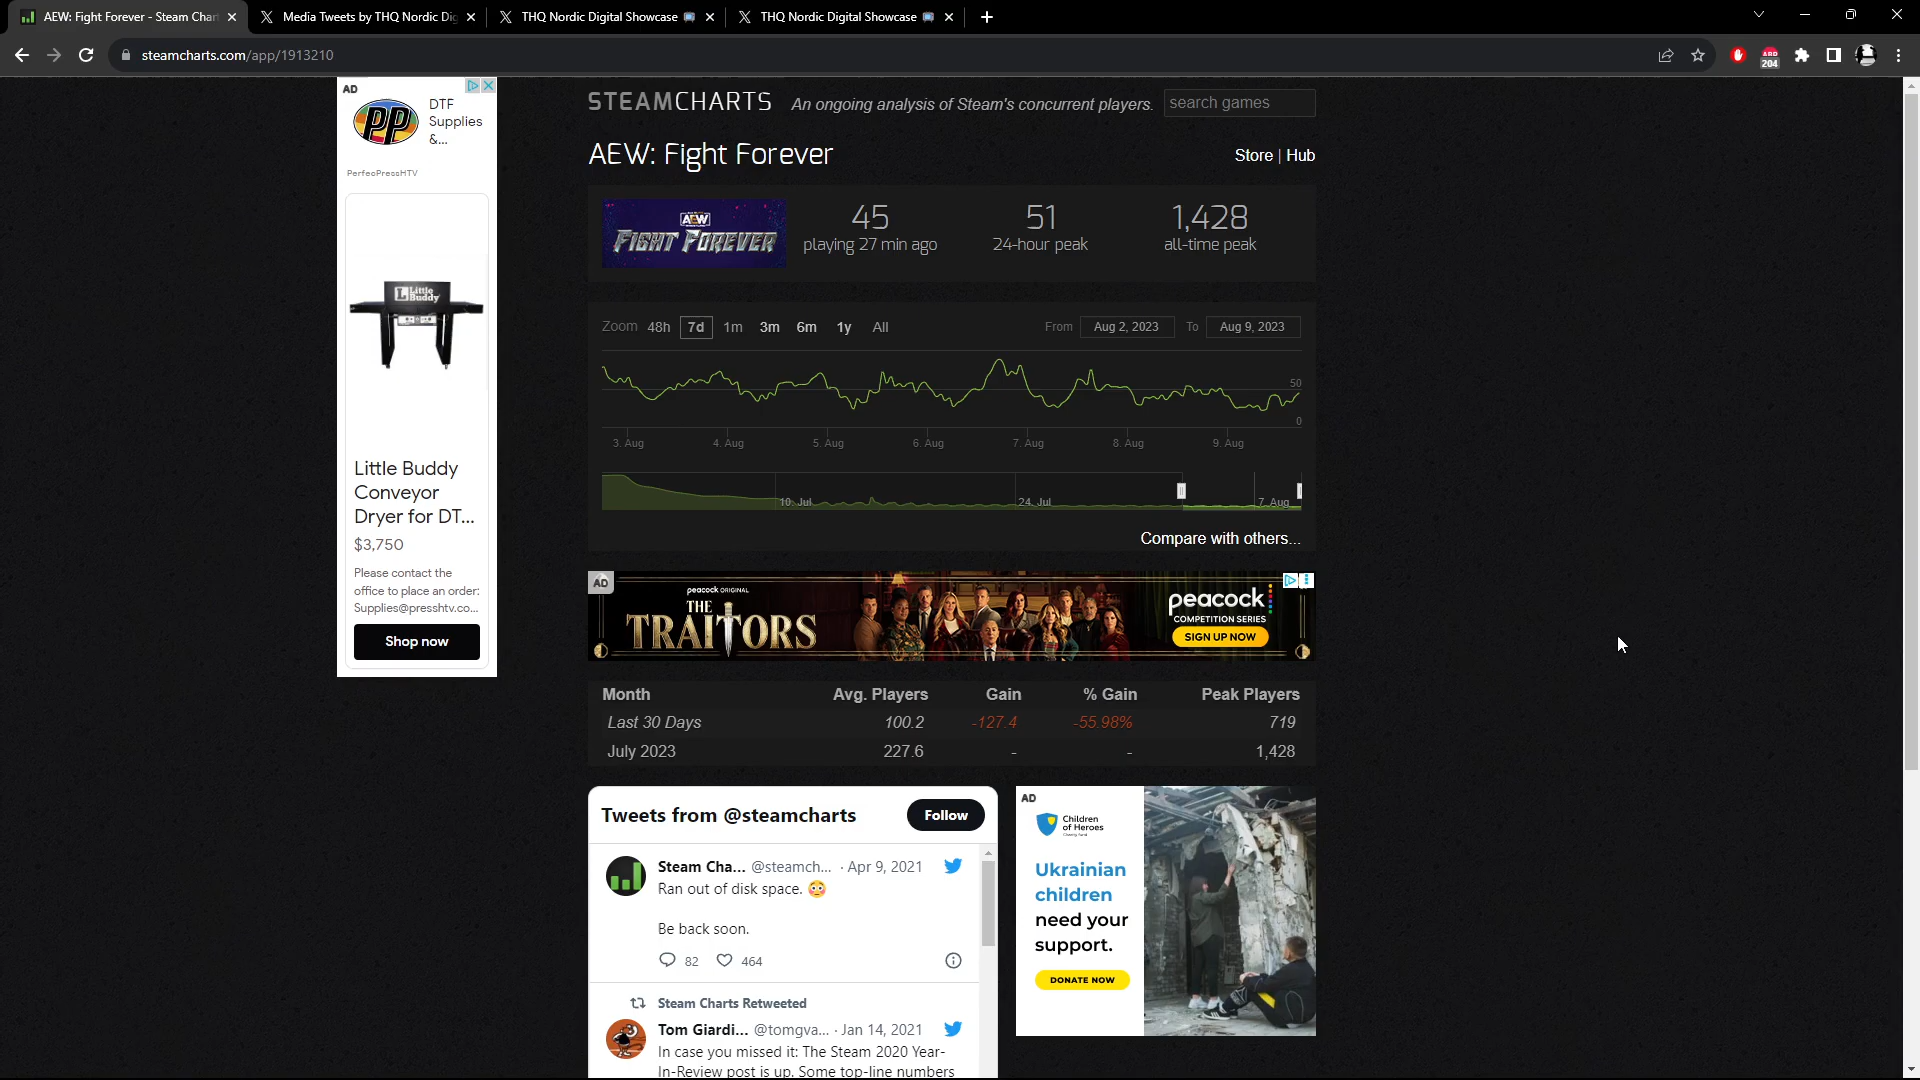 AEW: Fight Forever - Steam Char
Media Tweets by THQ Nordic Di
THQ Nordic Digital Showcase
THQ Nordic Digital Showcase
steamcharts.com/app/1913210
ABP
204
AD
DTF
Supplies
&...
PP
PerfecPressHTV
Little
Buddy
Little Buddy
Conveyor
Dryer for DT...
$3,750
Please contact the
office to place an order:
Supplies@presshtv.co...
Shop now
STEAMCHARTS
An ongoing analysis of Steam's concurrent players.
search games
AEW: Fight Forever
Store | Hub
AEW
FIGHT FOREVER
45
playing 27 min ago
51
24-hour peak
1,428
all-time peak
Zoom 48h 7d 1m 3m 6m 1y All
From Aug 2, 2023 To Aug 9, 2023
50
0
3. Aug 4. Aug 5. Aug 6. Aug 7. Aug 8. Aug 9. Aug
10. Jul 24. Jul 7. Aug
Compare with others...
AD
peacock ORIGINAL
THE
TRAITORS
peacock
COMPETITION SERIES
SIGN UP NOW
Month Avg. Players Gain % Gain Peak Players
Last 30 Days 100.2 -127.4 -55.98% 719
July 2023 227.6 - - 1,428
Tweets from @steamcharts
Follow
Steam Cha... @steamch... · Apr 9, 2021
Ran out of disk space. 😳
Be back soon.
82 464
Steam Charts Retweeted
Tom Giardi... @tomgva... · Jan 14, 2021
In case you missed it: The Steam 2020 Year-
In-Review post is up. Some top-line numbers
AD
Children
of Heroes
Charity fund
Ukrainian
children
need your
support.
DONATE NOW